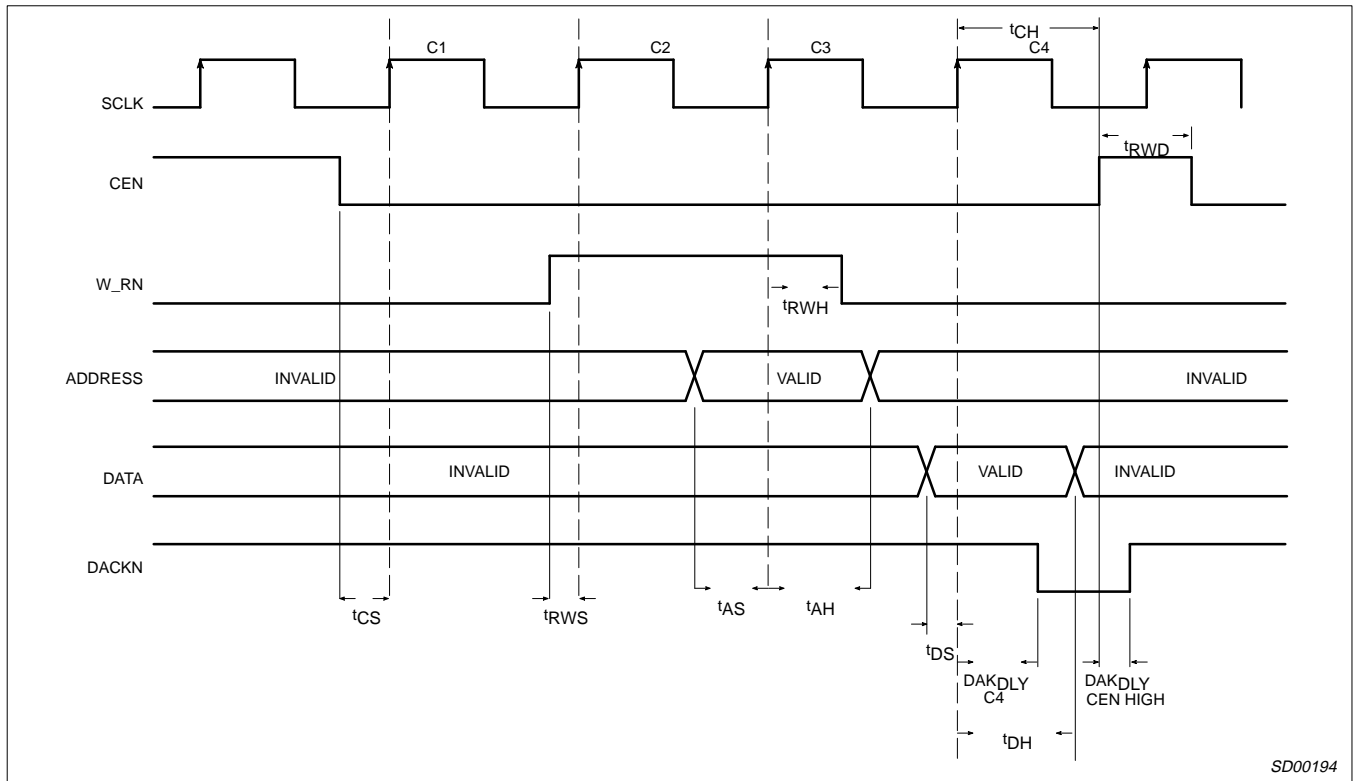 tCH
C1 C2 C3 C4
SCLK
tRWD
CEN
W_RN
tRWH
ADDRESS INVALID VALID INVALID
DATA INVALID VALID INVALID
DACKN
tCS tRWS tAS tAH
tDS
DAKDLY DAKDLY
C4 CEN HIGH
tDH
SD00194